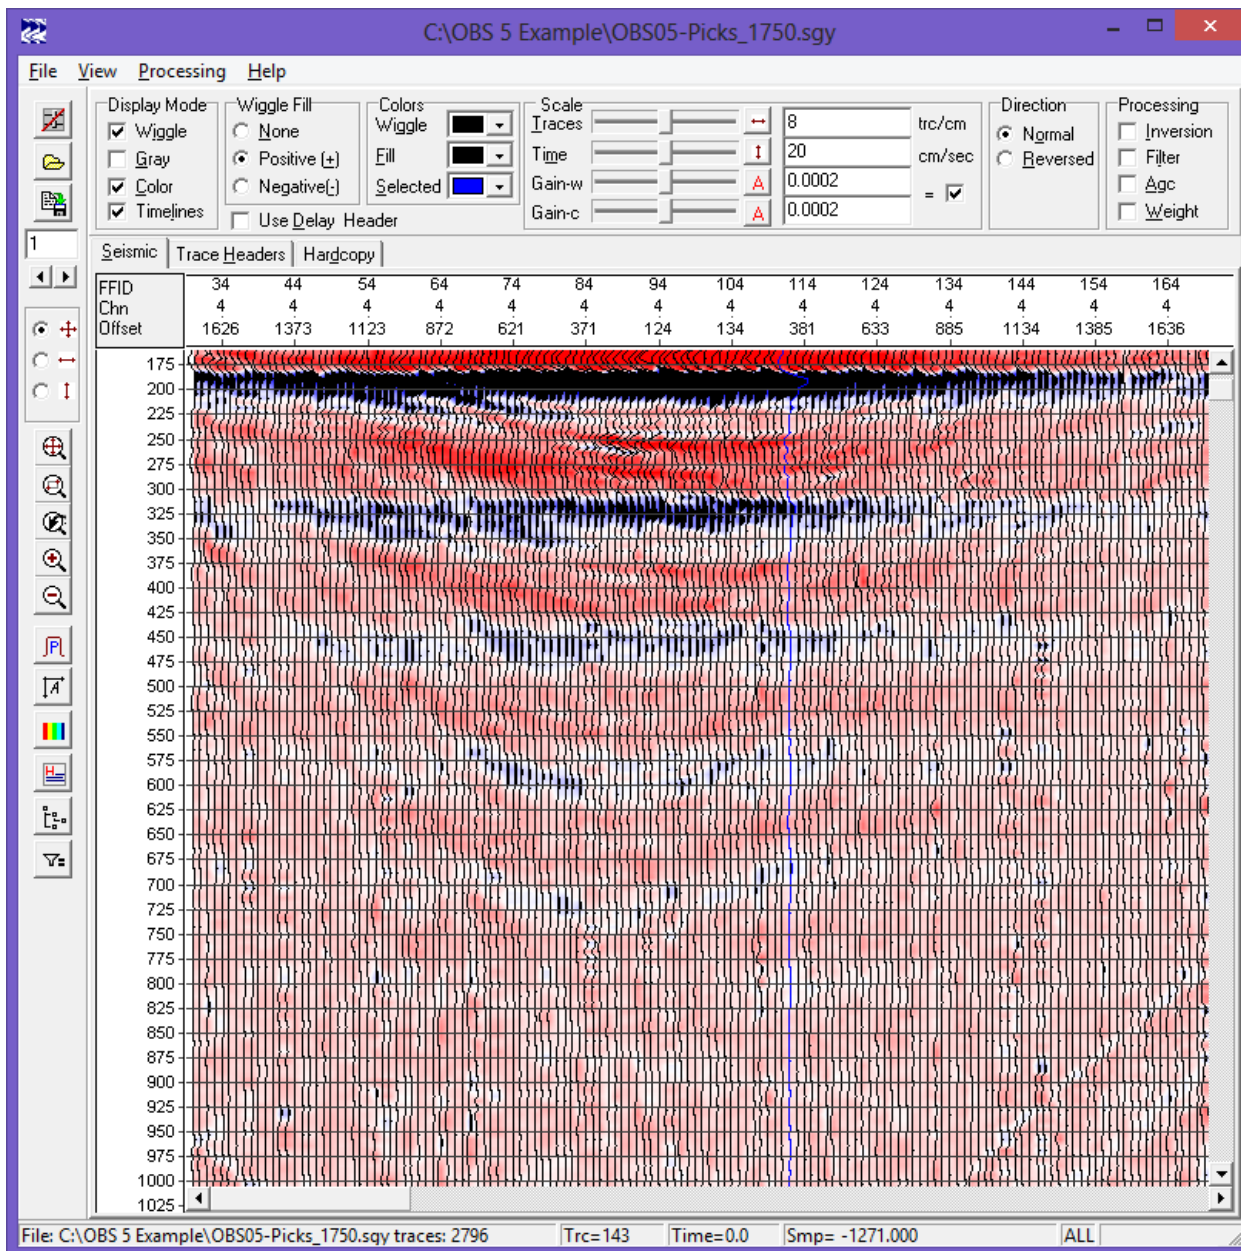 C:\OBS 5 Example\OBS05-Picks_1750.sgy
File View Processing Help
Display Mode Wiggle Fill Colors Scale Direction Processing
Wiggle None Wiggle Traces 8 trc/cm Normal Inversion
Gray Positive (+) Fill Time 20 cm/sec Reversed Filter
Color Negative(-) Selected Gain-w A 0.0002 = Agc
Timelines Use Delay Header Gain-c A 0.0002 Weight
1
Seismic Trace Headers Hardcopy
FFID 34 44 54 64 74 84 94 104 114 124 134 144 154 164
Chn 4 4 4 4 4 4 4 4 4 4 4 4 4 4
Offset 1626 1373 1123 872 621 371 124 134 381 633 885 1134 1385 1636
175
200
225
250
275
300
325
350
375
400
425
450
475
500
525
550
575
600
625
650
675
700
725
750
775
800
825
850
875
900
925
950
975
1000
1025
P
A
H
File: C:\OBS 5 Example\OBS05-Picks_1750.sgy traces: 2796 Trc=143 Time=0.0 Smp= -1271.000 ALL